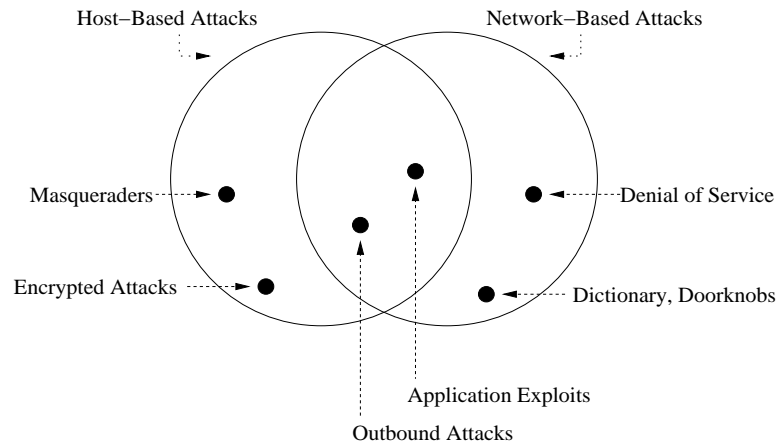 Host−Based Attacks
Network−Based Attacks
Masqueraders
Denial of Service
Encrypted Attacks
Dictionary, Doorknobs
Application Exploits
Outbound Attacks